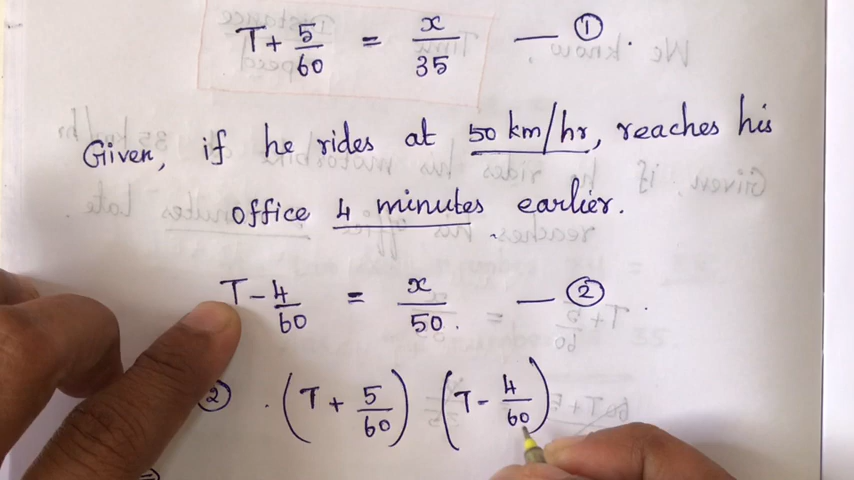 T + 5/60 = x/35 — ①.
Given, if he rides at 50 km/hr, reaches his
office 4 minutes earlier.
T - 4/60 = x/50. — ②
② (T + 5/60) (T - 4/60)